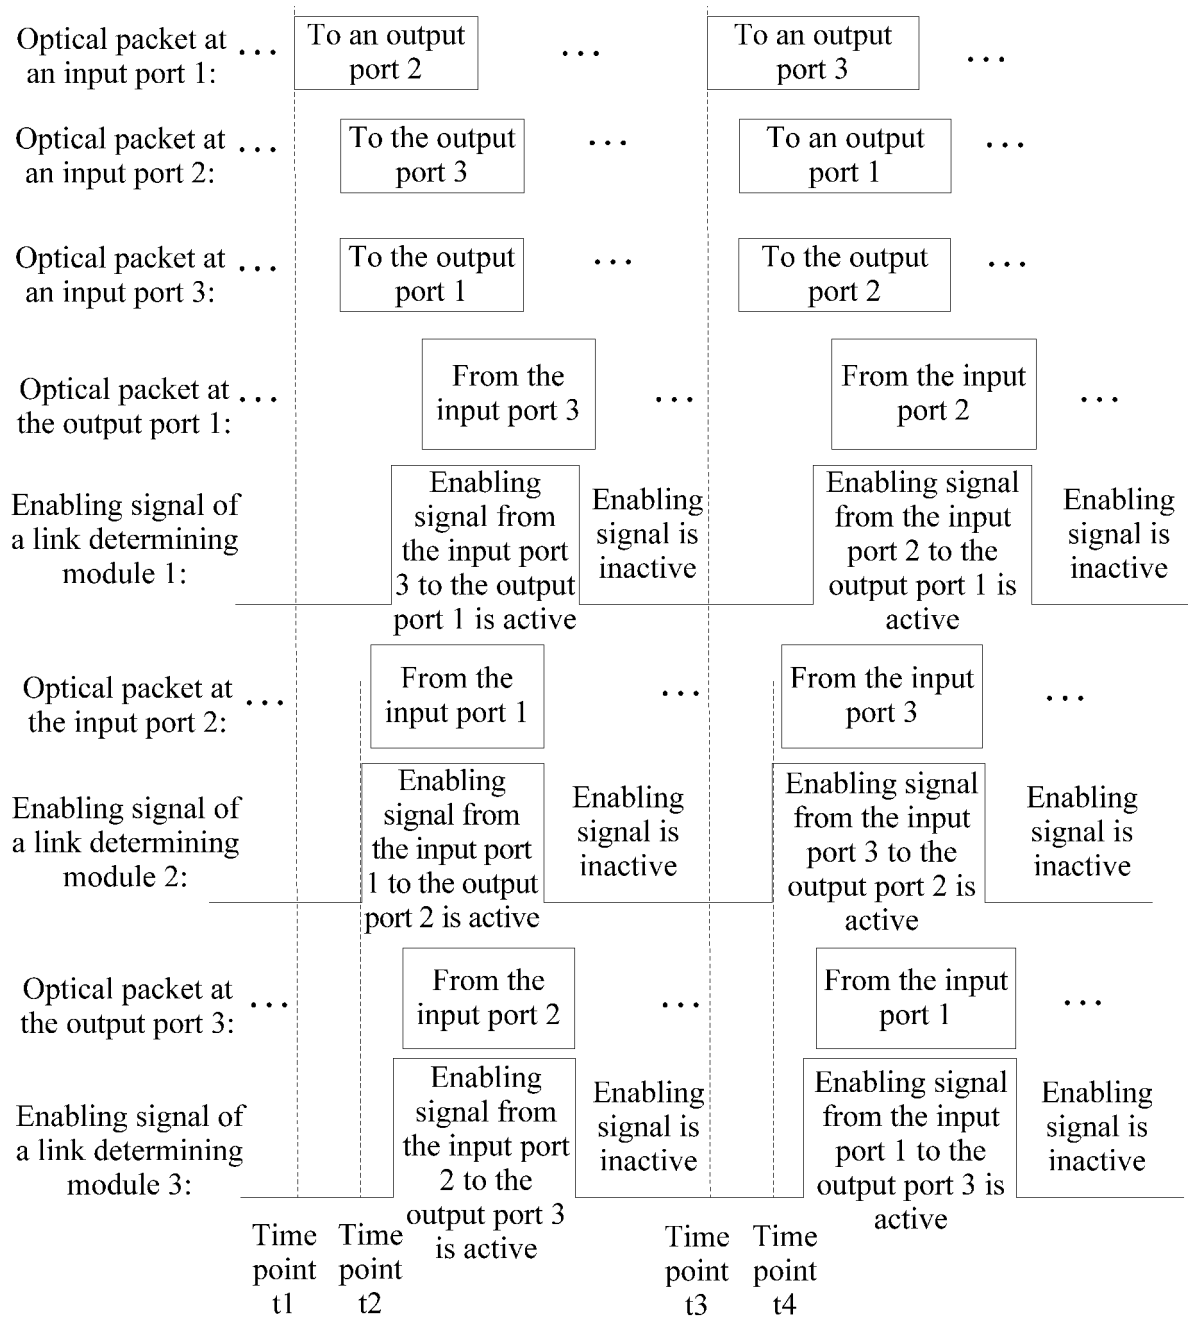 Optical packet at
an input port 1:
...
To an output
port 2
...
To an output
port 3
...
Optical packet at
an input port 2:
...
To the output
port 3
...
To an output
port 1
...
Optical packet at
an input port 3:
...
To the output
port 1
...
To the output
port 2
...
Optical packet at
the output port 1:
...
From the
input port 3
...
From the input
port 2
...
Enabling signal of
a link determining
module 1:
Enabling
signal from
the input port
3 to the output
port 1 is active
Enabling
signal is
inactive
Enabling signal
from the input
port 2 to the
output port 1 is
active
Enabling
signal is
inactive
Optical packet at
the input port 2:
...
From the
input port 1
...
From the input
port 3
...
Enabling signal of
a link determining
module 2:
Enabling
signal from
the input port
1 to the output
port 2 is active
Enabling
signal is
inactive
Enabling signal
from the input
port 3 to the
output port 2 is
active
Enabling
signal is
inactive
Optical packet at
the output port 3:
...
From the
input port 2
...
From the input
port 1
...
Enabling signal of
a link determining
module 3:
Enabling
signal from
the input port
2 to the
output port 3
is active
Enabling
signal is
inactive
Enabling signal
from the input
port 1 to the
output port 3 is
active
Enabling
signal is
inactive
Time
point
t1
Time
point
t2
Time
point
t3
Time
point
t4